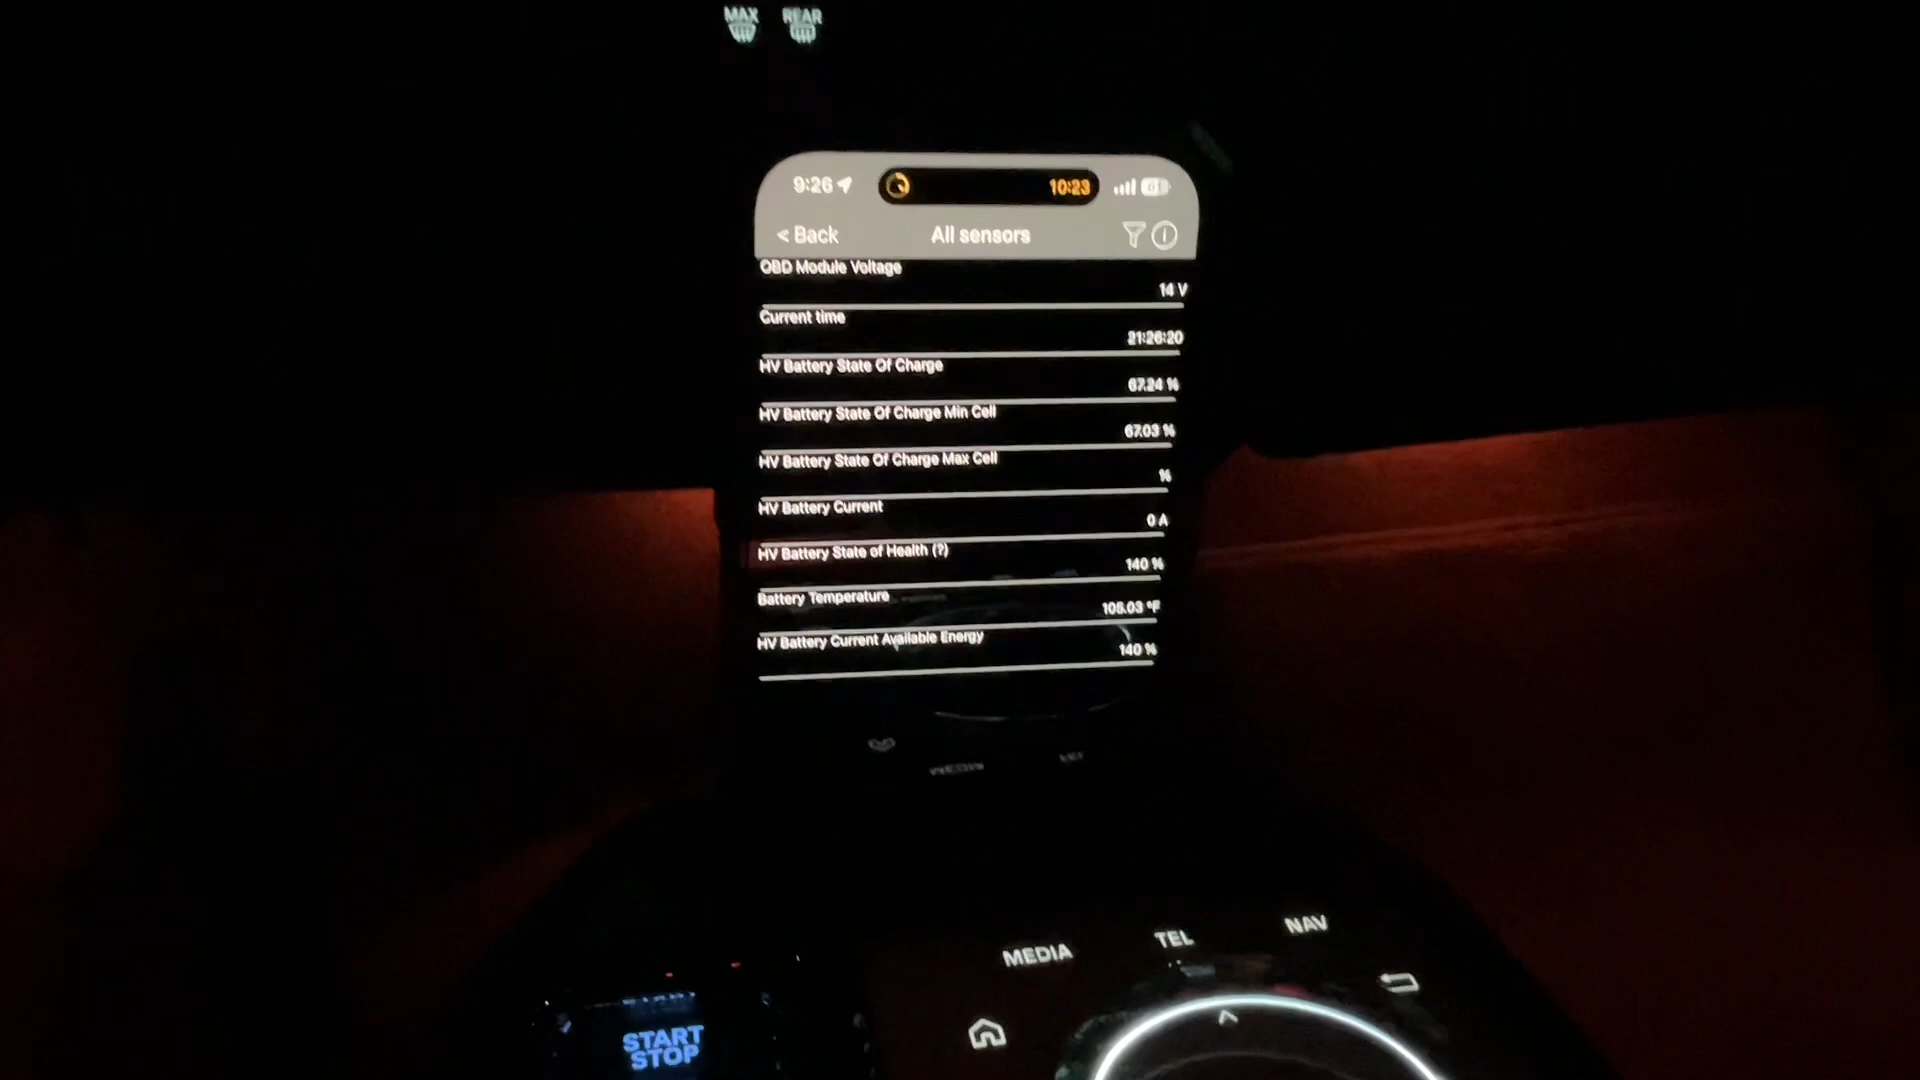 MAX REAR
9:26 10:23
< Back All sensors
OBD Module Voltage
14 V
Current time
21:26:20
HV Battery State Of Charge
67.24 %
HV Battery State Of Charge Min Cell
67.03 %
HV Battery State Of Charge Max Cell
%
HV Battery Current
0 A
HV Battery State of Health (?)
140 %
Battery Temperature
105.03 °F
HV Battery Current Available Energy
140 %
MEDIA TEL NAV
START
STOP